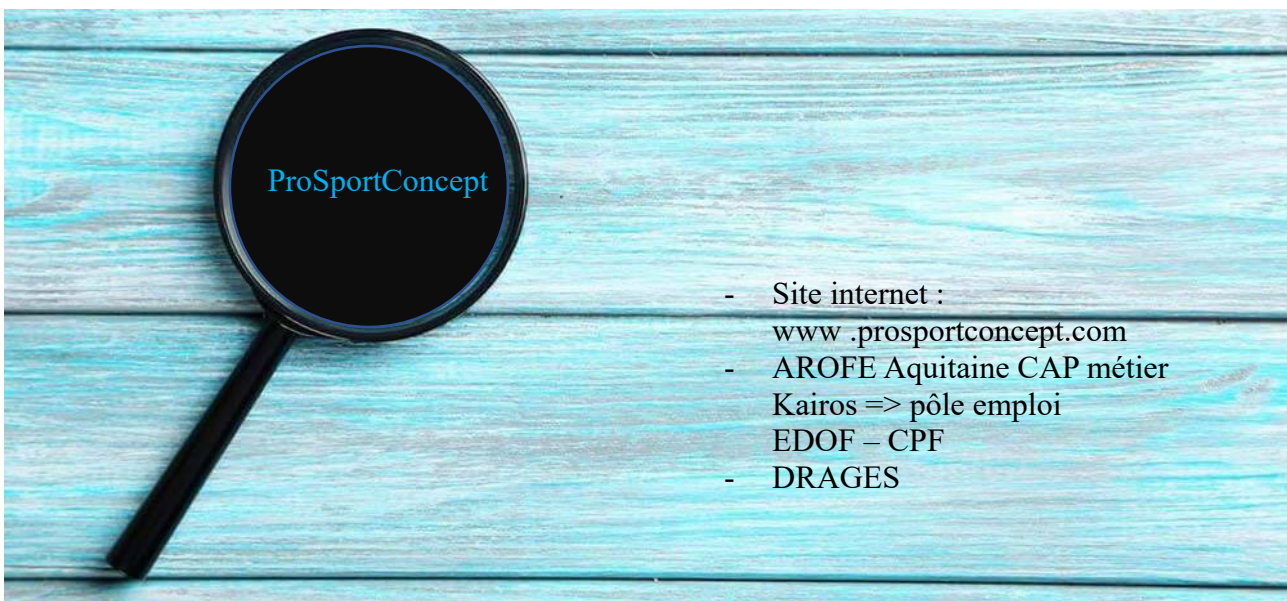 ProSportConcept
- Site internet :
www .prosportconcept.com
- AROFE Aquitaine CAP métier
Kairos => pôle emploi
EDOF – CPF
- DRAGES